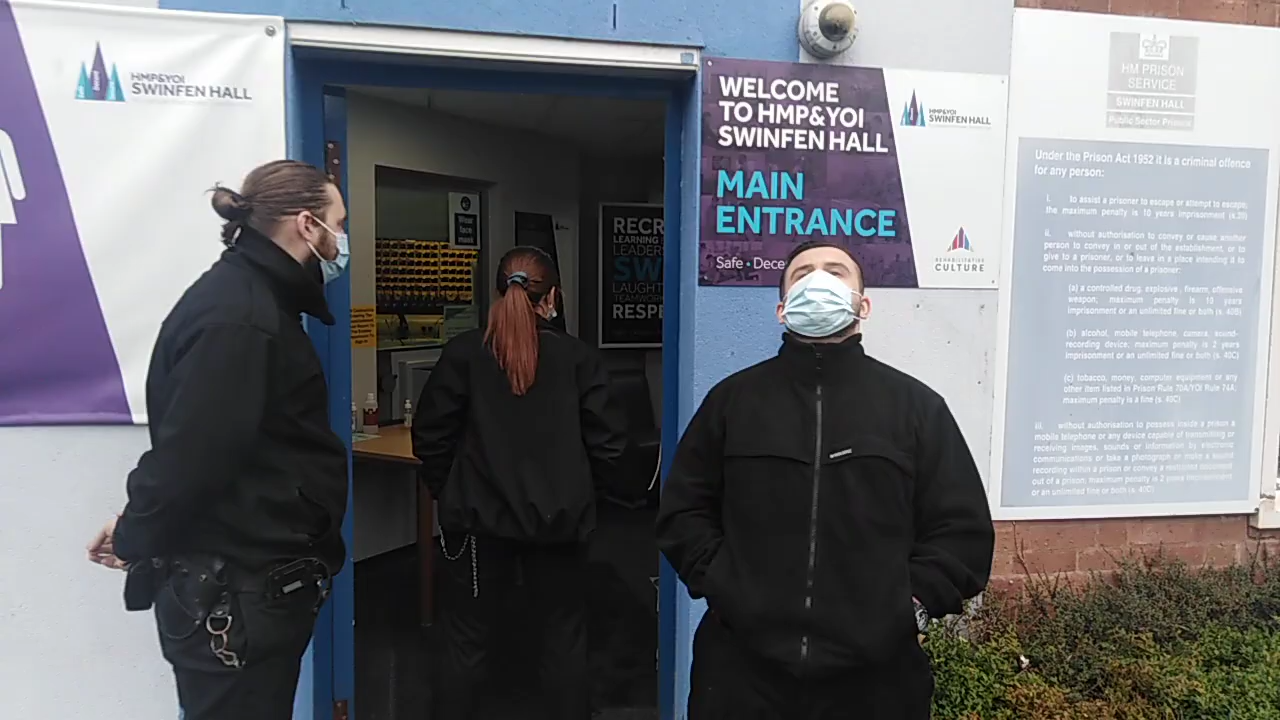 HMP&YOI
SWINFEN HALL
WELCOME
TO HMP&YOI
SWINFEN HALL
MAIN
ENTRANCE
Safe • Dece
HMP&YOI
SWINFEN HALL
REHABILITATIVE
CULTURE
Wear
face
mask
RECR
LEARNING
LEADERS
SW
LAUGHT
TEAMWORK
RESPE
HM PRISON
SERVICE
SWINFEN HALL
Public Sector Prisons
Under the Prison Act 1952 it is a criminal offence
for any person:
i. to assist a prisoner to escape or attempt to escape;
the maximum penalty is 10 years imprisonment (s.39)
ii. without authorisation to convey or cause another
person to convey in or out of the establishment, or to
give to a prisoner, or to leave in a place intending it to
come into the possession of a prisoner:
(a) a controlled drug, explosive, firearm, offensive
weapon; maximum penalty is 10 years
imprisonment or an unlimited fine or both (s. 40B)
(b) alcohol, mobile telephone, camera, sound-
recording device; maximum penalty is 2 years
imprisonment or an unlimited fine or both (s. 40C)
(c) tobacco, money, computer equipment or any
other item listed in Prison Rule 70A/YOI Rule 74A;
maximum penalty is a fine (s. 40C)
iii. without authorisation to possess inside a prison a
mobile telephone or any device capable of transmitting or
receiving images, sounds or information by electronic
communications or take a photograph or make a sound
recording within a prison or convey a restricted document
out of a prison; maximum penalty is 2 years imprisonment
or an unlimited fine or both (s. 40D)